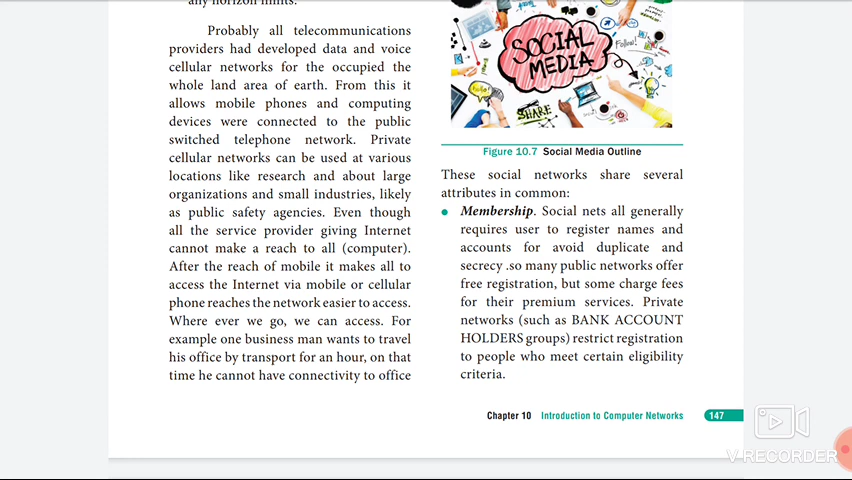 any horizon limits.
Probably all telecommunications
providers had developed data and voice
cellular networks for the occupied the
whole land area of earth. From this it
allows mobile phones and computing
devices were connected to the public
switched telephone network. Private
cellular networks can be used at various
locations like research and about large
organizations and small industries, likely
as public safety agencies. Even though
all the service provider giving Internet
cannot make a reach to all (computer).
After the reach of mobile it makes all to
access the Internet via mobile or cellular
phone reaches the network easier to access.
Where ever we go, we can access. For
example one business man wants to travel
his office by transport for an hour, on that
time he cannot have connectivity to office
SOCIAL
MEDIA
Follow!
SHARE
Figure 10.7 Social Media Outline
These social networks share several
attributes in common:
● Membership. Social nets all generally
requires user to register names and
accounts for avoid duplicate and
secrecy .so many public networks offer
free registration, but some charge fees
for their premium services. Private
networks (such as BANK ACCOUNT
HOLDERS groups) restrict registration
to people who meet certain eligibility
criteria.
Chapter 10 Introduction to Computer Networks 147
V RECORDER